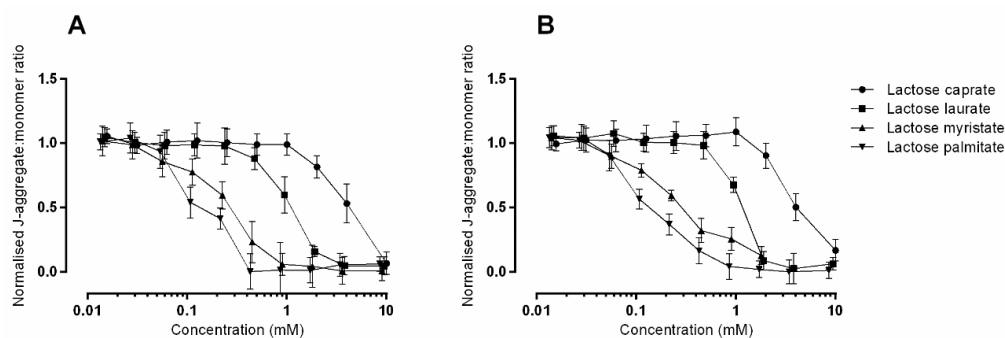 A
Normalised J-aggregate:monomer ratio
1.5
1.0
0.5
0.0
0.01
0.1
1
10
Concentration (mM)
B
Normalised J-aggregate:monomer ratio
1.5
1.0
0.5
0.0
0.01
0.1
1
10
Concentration (mM)
Lactose caprate
Lactose laurate
Lactose myristate
Lactose palmitate